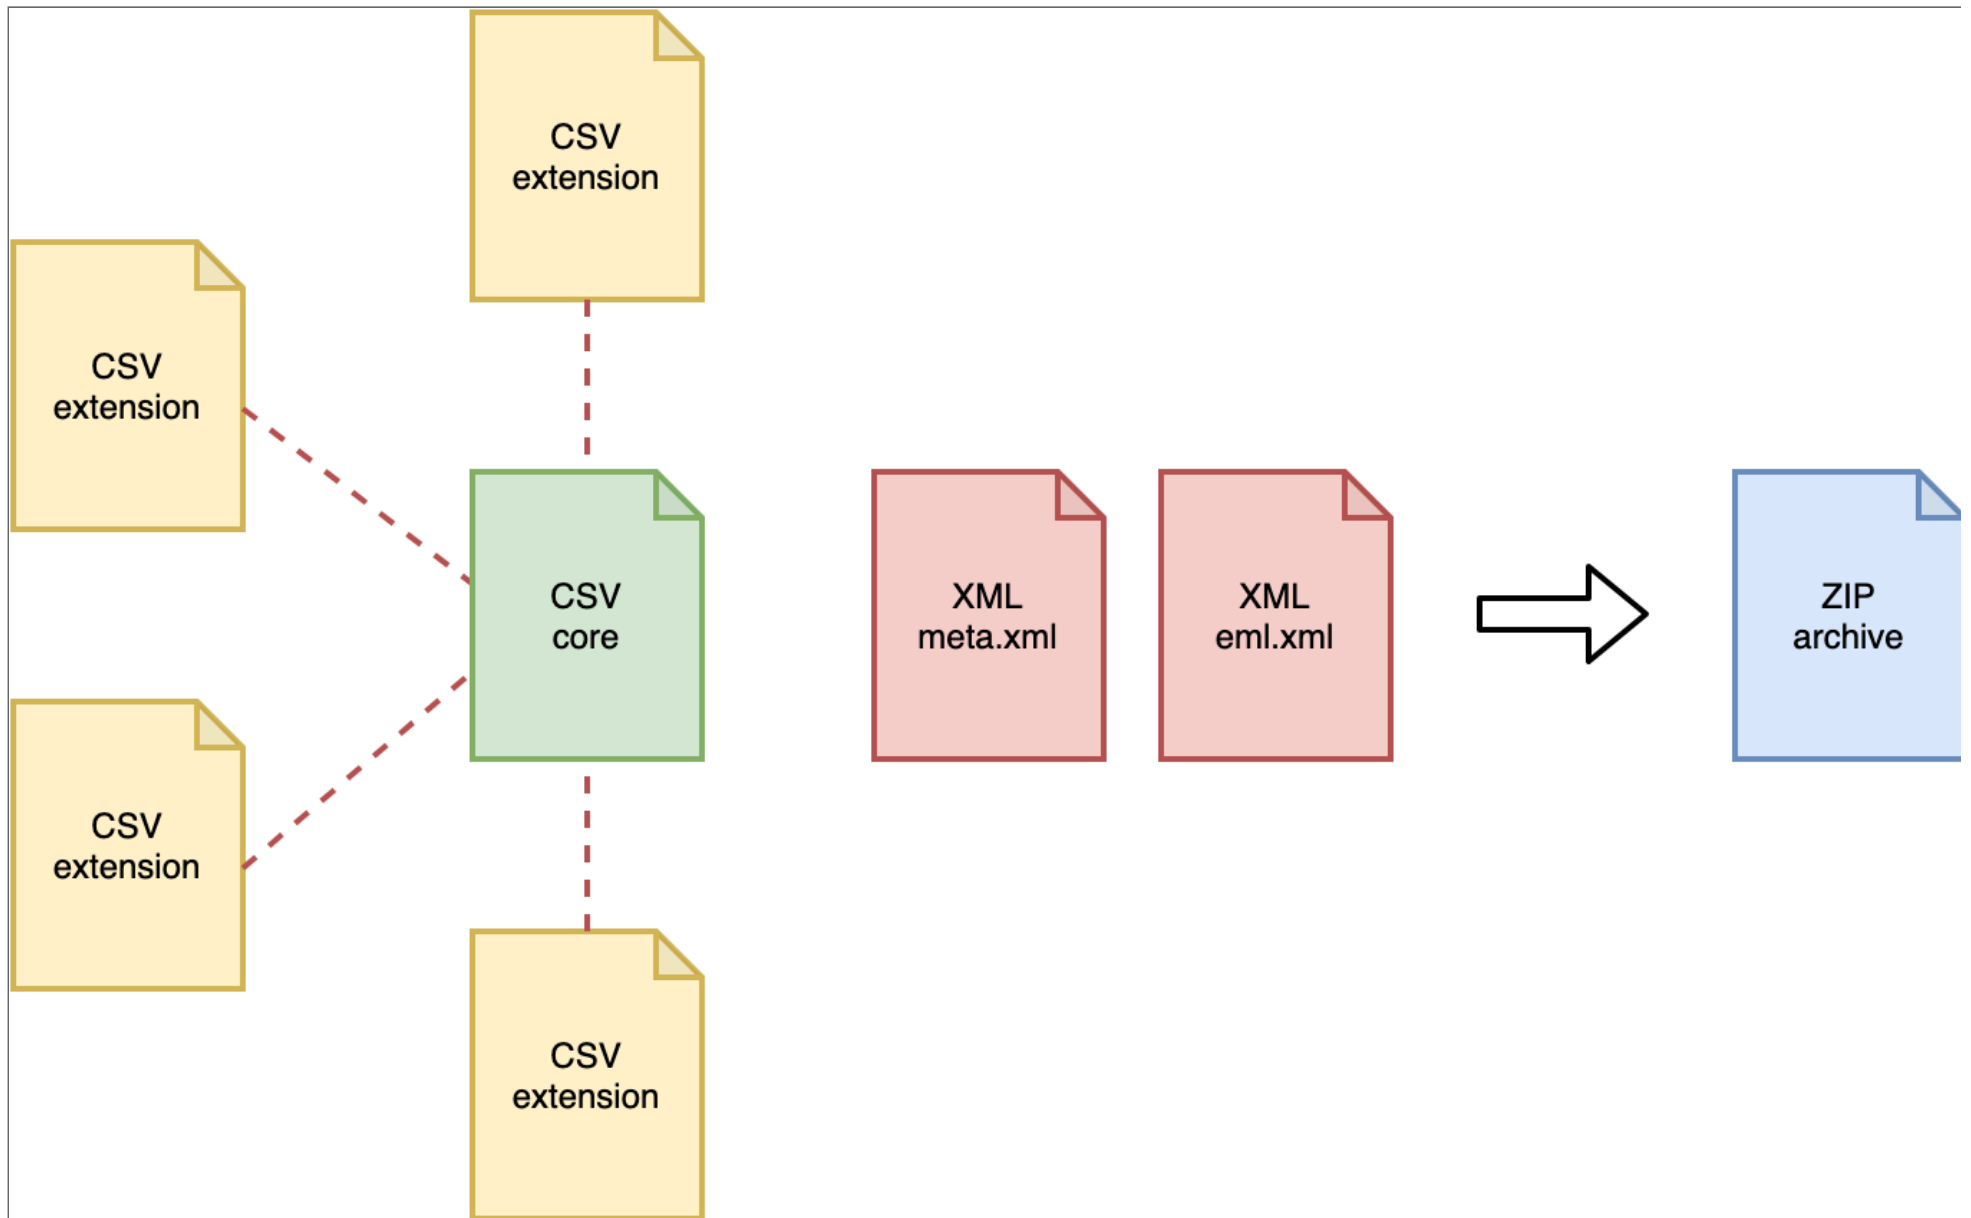 CSV
extension
CSV
extension
CSV
core
XML
meta.xml
XML
eml.xml
ZIP
archive
CSV
extension
CSV
extension